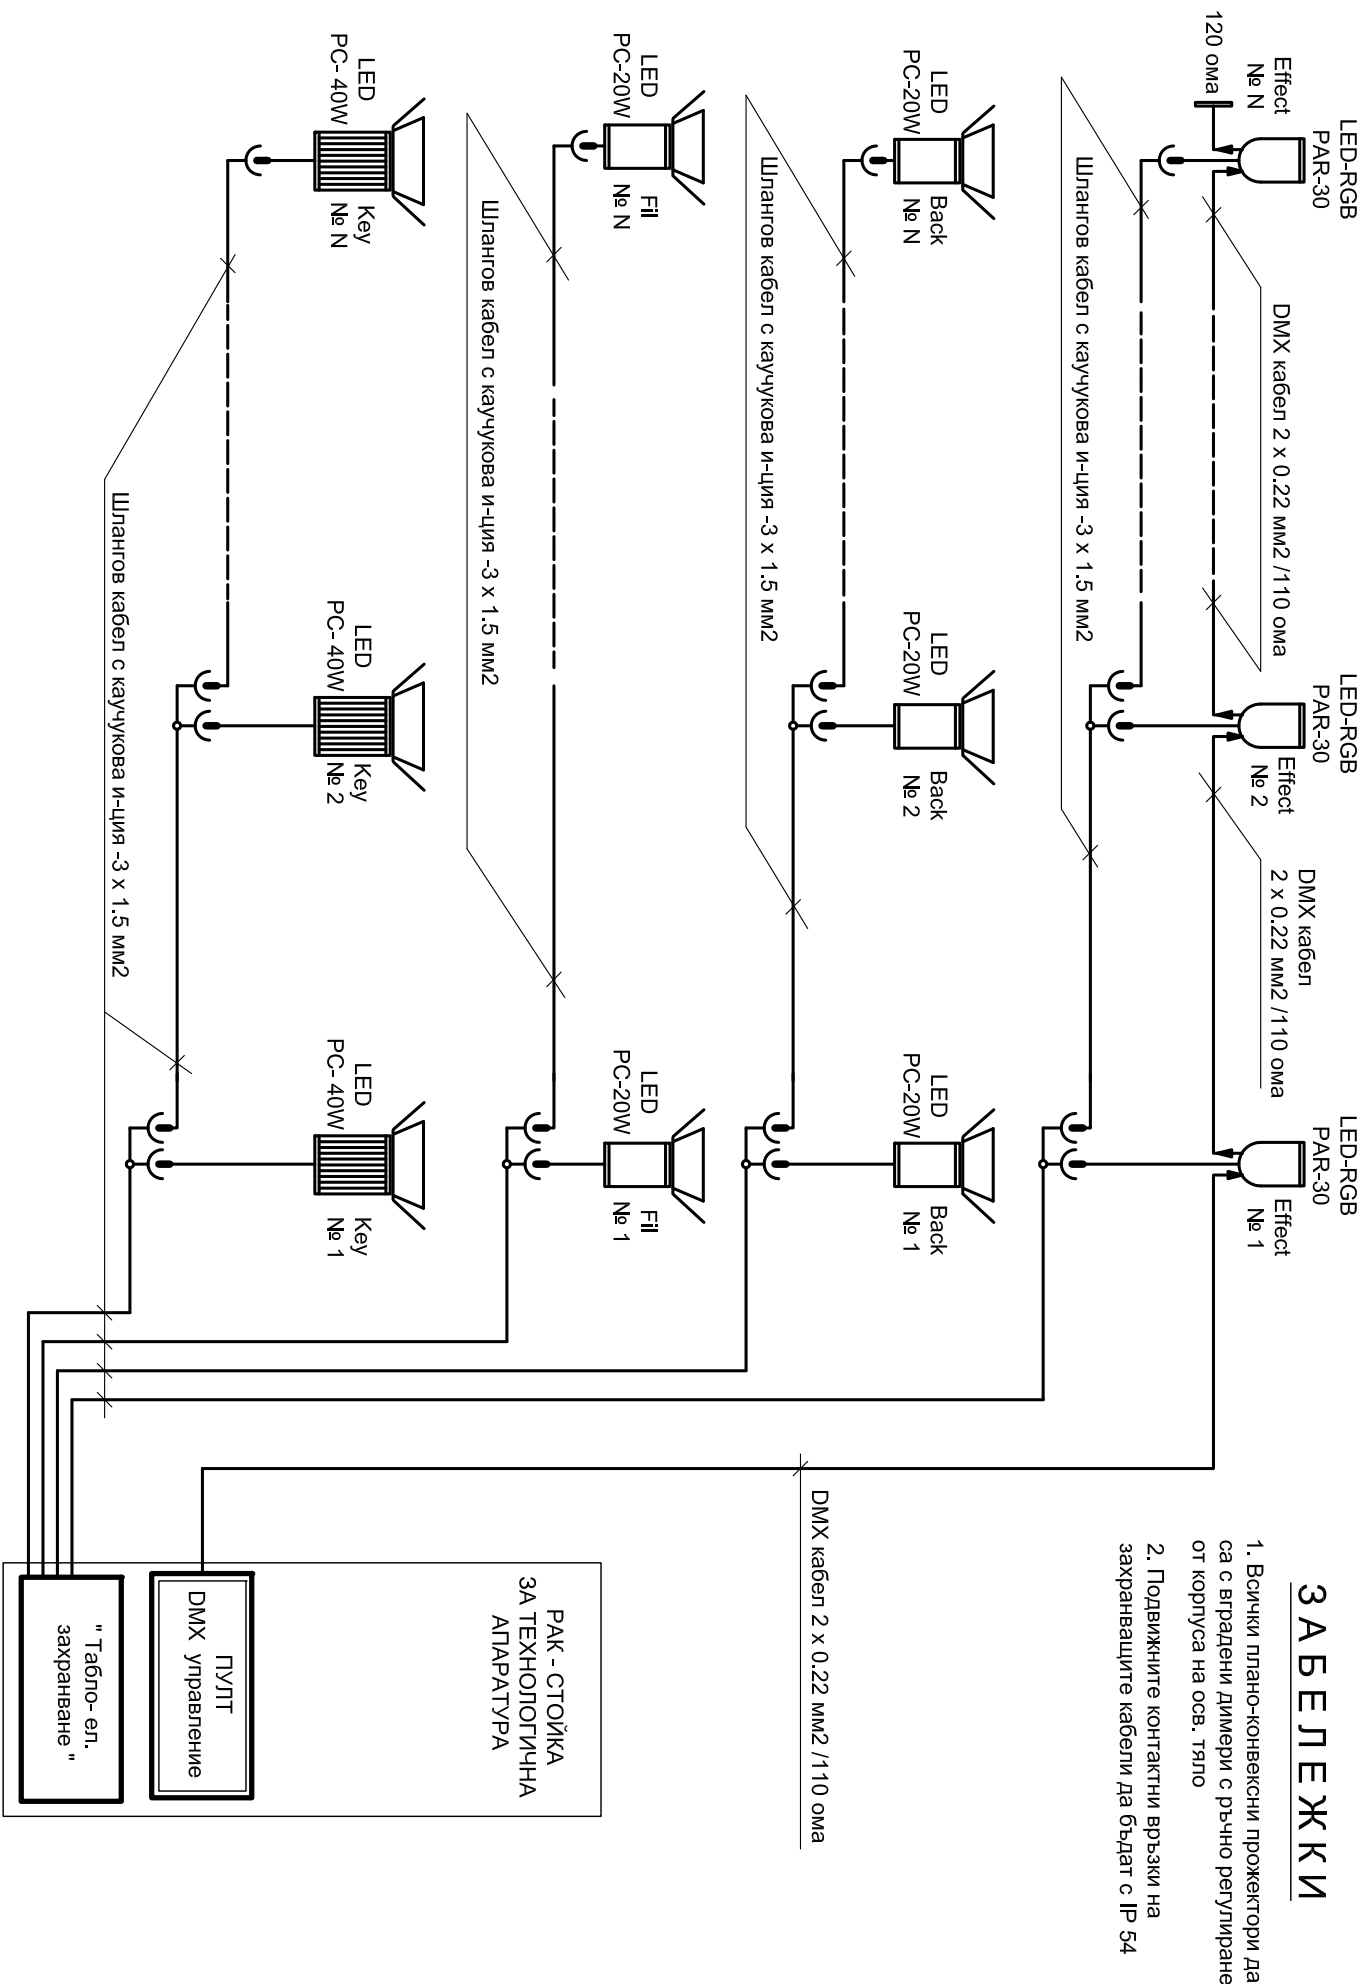 LED-RGB
PAR-30
Effect
№ N
120 ома
DMX кабел 2 x 0.22 мм2 /110 ома
LED-RGB
PAR-30
Effect
№ 2
DMX кабел
2 x 0.22 мм2 /110 ома
LED-RGB
PAR-30
Effect
№ 1
Шлангов кабел с каучукова и-ция -3 x 1.5 мм2
LED
PC-20W
Back
№ N
LED
PC-20W
Back
№ 2
LED
PC-20W
Back
№ 1
Шлангов кабел с каучукова и-ция -3 x 1.5 мм2
LED
PC-20W
Fil
№ N
LED
PC-20W
Fil
№ 1
Шлангов кабел с каучукова и-ция -3 x 1.5 мм2
LED
PC- 40W
Key
№ N
LED
PC- 40W
Key
№ 2
LED
PC- 40W
Key
№ 1
Шлангов кабел с каучукова и-ция -3 x 1.5 мм2
ЗАБЕЛЕЖКИ
1. Всички плано-конвексни прожектори да
са с вградени димери с ръчно регулиране
от корпуса на осв. тяло
2. Подвижните контактни връзки на
захранващите кабели да бъдат с IP 54
DMX кабел 2 x 0.22 мм2 /110 ома
РАК - СТОЙКА
ЗА ТЕХНОЛОГИЧНА
АПАРАТУРА
ПУЛТ
DMX управление
" Табло- ел.
захранване "